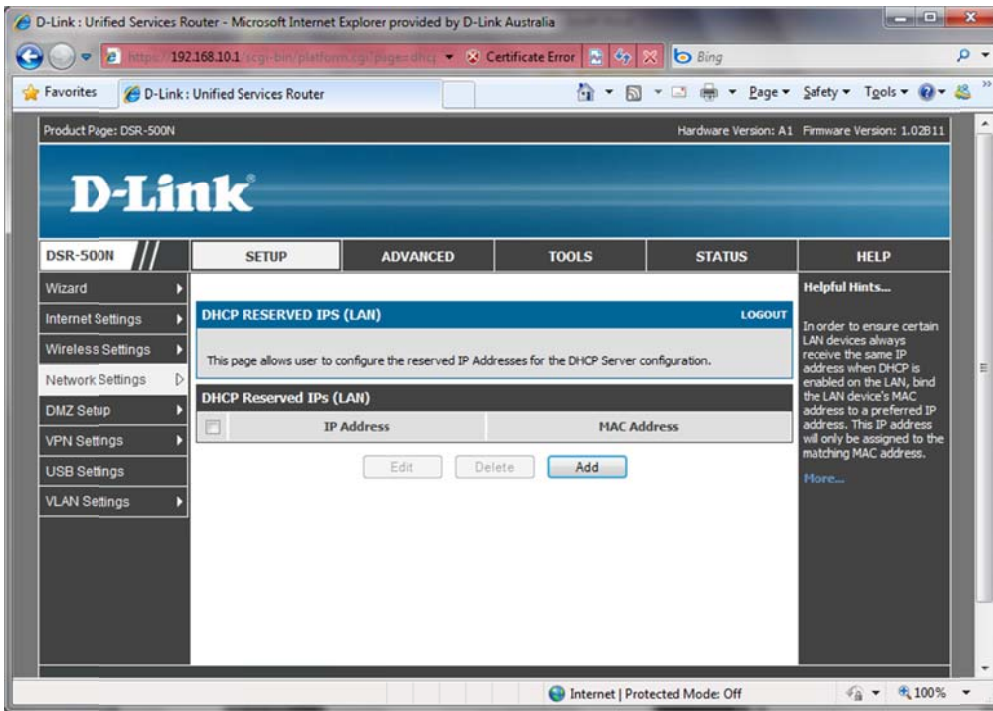 D-Link : Unified Services Router - Microsoft Internet Explorer provided by D-Link Australia
https://192.168.10.1/scgi-bin/platform.cgi?page=dhcp
Certificate Error
Bing
Favorites
D-Link : Unified Services Router
Page
Safety
Tools
Product Page: DSR-500N
Hardware Version: A1 Firmware Version: 1.02B11
D-Link®
DSR-500N
SETUP
ADVANCED
TOOLS
STATUS
HELP
Wizard
Internet Settings
Wireless Settings
Network Settings
DMZ Setup
VPN Settings
USB Settings
VLAN Settings
DHCP RESERVED IPS (LAN)
LOGOUT
This page allows user to configure the reserved IP Addresses for the DHCP Server configuration.
DHCP Reserved IPs (LAN)
IP Address
MAC Address
Edit
Delete
Add
Helpful Hints...
In order to ensure certain
LAN devices always
receive the same IP
address when DHCP is
enabled on the LAN, bind
the LAN device's MAC
address to a preferred IP
address. This IP address
will only be assigned to the
matching MAC address.
More...
Internet | Protected Mode: Off
100%